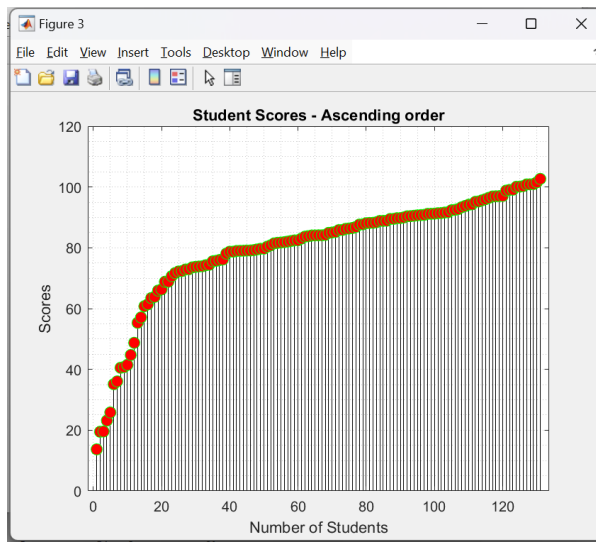 Figure 3
File Edit View Insert Tools Desktop Window Help
Student Scores - Ascending order
120
100
80
60
40
20
0
Scores
0 20 40 60 80 100 120
Number of Students